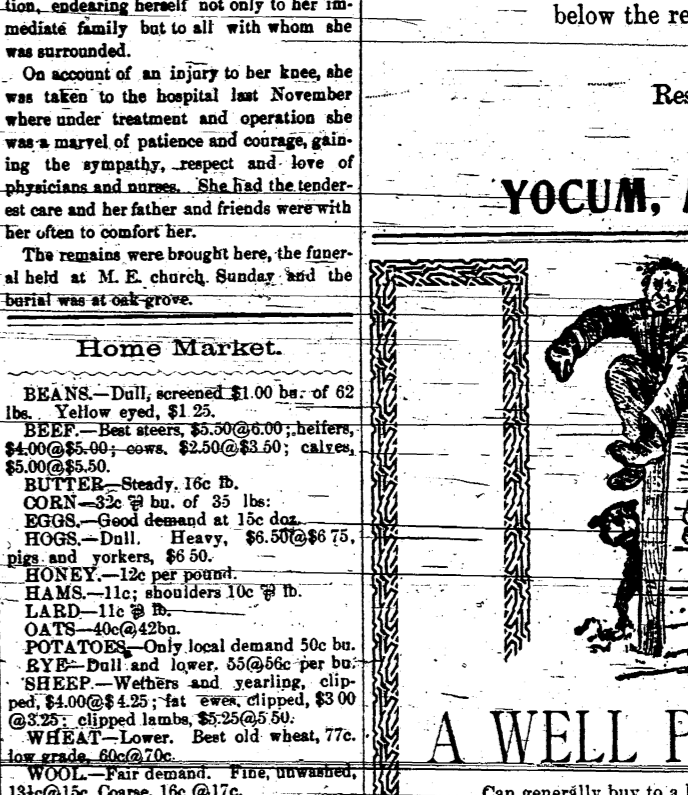 tion, endearing herself not only to her im-
mediate family but to all with whom she
was surrounded.
On account of an injury to her knee, she
was taken to the hospital last November
where under treatment and operation she
was a marvel of patience and courage, gain-
ing the sympathy, respect and love of
physicians and nurses. She had the tender-
est care and her father and friends were with
her often to comfort her.
The remains were brought here, the funer-
al held at M. E. church Sunday and the
burial was at oak grove.
Home Market.
BEANS.—Dull, screened $1.00 bu. of 62
lbs. Yellow eyed, $1 25.
BEEF.—Best steers, $5.50@6.00; heifers,
$4.00@$5.00; cows, $2.50@$3.50; calves,
$5.00@$5.50.
BUTTER—Steady. 16c lb.
CORN—32c ⅌ bu. of 35 lbs:
EGGS.—Good demand at 15c doz.
HOGS.—Dull. Heavy, $6.50@$6 75,
pigs and yorkers, $6 50.
HONEY.—12c per pound.
HAMS.—11c; shoulders 10c ⅌ lb.
LARD—11c ⅌ lb.
OATS—40c@42bu.
POTATOES—Only local demand 50c bu.
RYE—Dull and lower. 55@56c per bu.
SHEEP.—Wethers and yearling, clip-
ped, $4.00@$4.25; fat ewes, clipped, $3 00
@3.25; clipped lambs, $5.25@5 50.
WHEAT—Lower. Best old wheat, 77c.
low grade, 60c@70c.
WOOL.—Fair demand. Fine, unwashed,
13½c@15c Coarse, 16c @17c.
below the re
Res
YOCUM,
A WELL P
Can generally buy to a